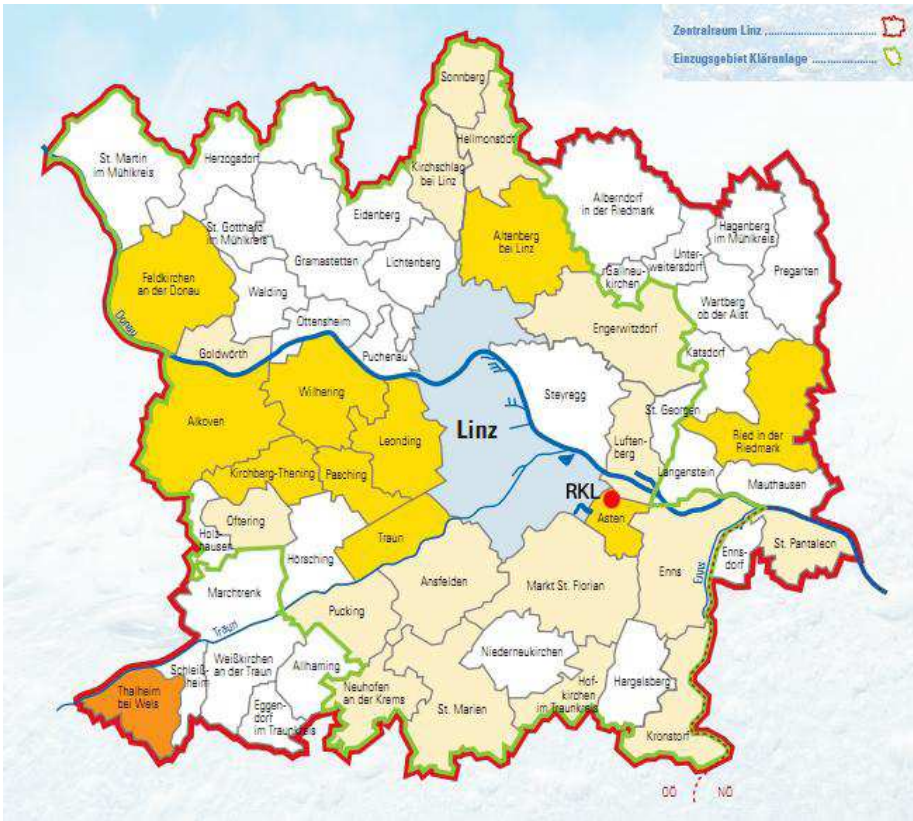 Zentralraum Linz
Einzugsgebiet Kläranlage
Sonnberg
Hellmonsödt
Kirchschlag
bei Linz
St. Martin
im Mühlkreis
Herzogsdorf
Eidenberg
St. Gotthard
im Mühlkreis
Gramastetten
Lichtenberg
Altenberg
bei Linz
Alberndorf
in der Riedmark
Hagenberg
im Mühlkreis
Unter-
weitersdorf
Gallneu-
kirchen
Pregarten
Feldkirchen
an der Donau
Walding
Wartberg
ob der Aist
Donau
Ottensheim
Engerwitzdorf
Goldwörth
Puchenau
Katsdorf
Wilhering
Steyregg
Alkoven
Leonding
Linz
St. Georgen
Luften-
berg
Ried in der
Riedmark
Kirchberg-Thening
Pasching
Langenstein
Mauthausen
RKL
Asten
Oftering
Holz-
hausen
Traun
Hörsching
St. Pantaleon
Enns-
dorf
Enns
Enns
Ansfelden
Markt St. Florian
Marchtrenk
Pucking
Traun
Niederneukirchen
Weißkirchen
an der Traun
Schleiß-
heim
Allhaming
Neuhofen
an der Krems
Hof-
kirchen
im Traunkreis
Hargelsberg
Thalheim
bei Wels
Eggen-
dorf
im Traunkreis
St. Marien
Kronstorf
OÖ
NÖ